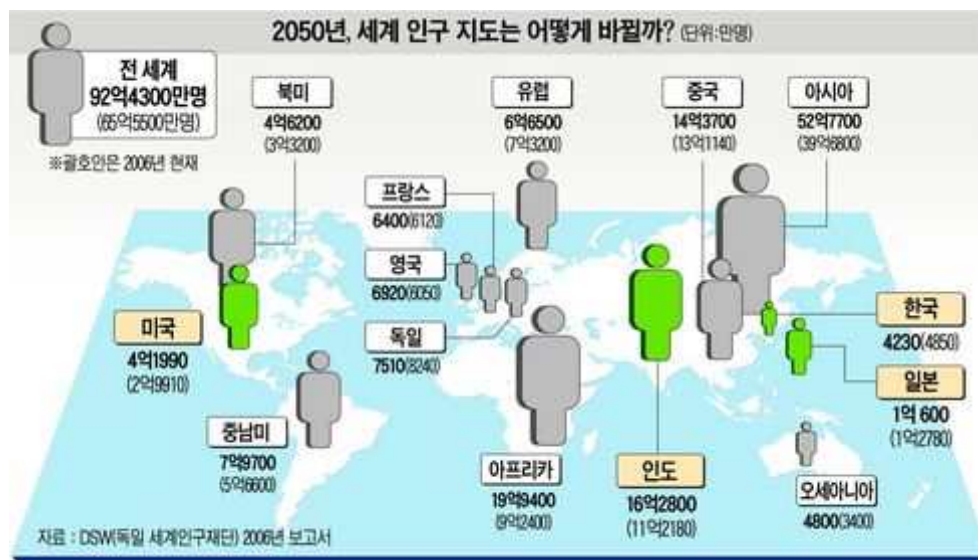 2050년, 세계 인구 지도는 어떻게 바뀔까? (단위:만명)
전 세계
92억4300만명
(65억5500만명)
※괄호안은 2006년 현재
북미
4억6200
(3억3200)
유럽
6억6500
(7억3200)
중국
14억3700
(13억1140)
아시아
52억7700
(39억6800)
프랑스
6400(6120)
영국
6920(6050)
독일
7510(8240)
미국
4억1990
(2억9910)
한국
4230(4850)
일본
1억 600
(1억2780)
중남미
7억9700
(5억6600)
아프리카
19억9400
(9억2400)
인도
16억2800
(11억2180)
오세아니아
4800(3400)
자료 : DSW(독일 세계인구재단) 2006년 보고서